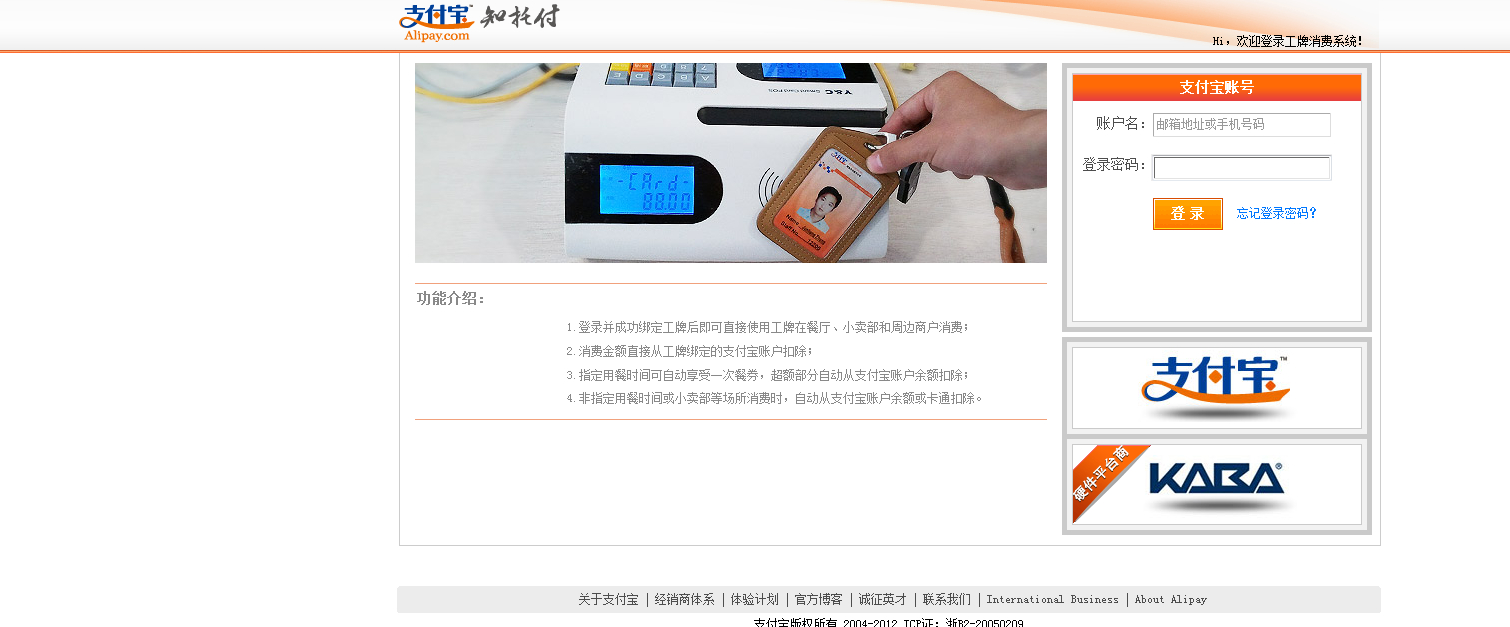 支付宝 知托付
Alipay.com
Hi，欢迎登录工牌消费系统！
Y&C
Smart Card POS
-CArd-
88.00
支付宝账号
账户名：邮箱地址或手机号码
登录密码：
登 录 忘记登录密码？
功能介绍：
1.登录并成功绑定工牌后即可直接使用工牌在餐厅、小卖部和周边商户消费；
2.消费金额直接从工牌绑定的支付宝账户扣除；
3.指定用餐时间可自动享受一次餐券，超额部分自动从支付宝账户余额扣除；
4.非指定用餐时间或小卖部等场所消费时，自动从支付宝账户余额或卡通扣除。
支付宝™
硬件平台商
KABA®
关于支付宝 | 经销商体系 | 体验计划 | 官方博客 | 诚征英才 | 联系我们 | International Business | About Alipay
支付宝版权所有 2004-2012 ICP证：浙B2-20050209